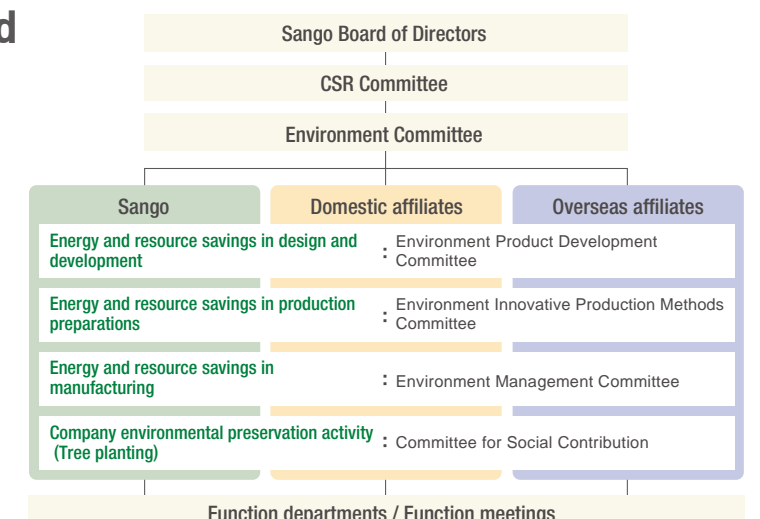 d
Sango Board of Directors
CSR Committee
Environment Committee
Sango
Domestic affiliates
Overseas affiliates
Energy and resource savings in design and
development
: Environment Product Development
Committee
Energy and resource savings in production
preparations
: Environment Innovative Production Methods
Committee
Energy and resource savings in
manufacturing
: Environment Management Committee
Company environmental preservation activity
(Tree planting)
: Committee for Social Contribution
Function departments / Function meetings